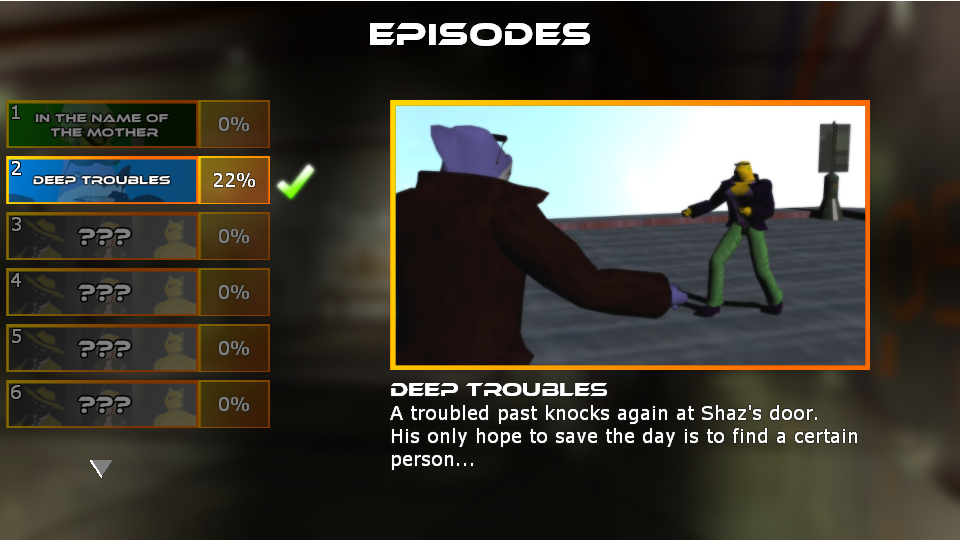 EPISODES
1
IN THE NAME OF
THE MOTHER
0%
2
DEEP TROUBLES
22%
3
???
0%
4
???
0%
5
???
0%
6
???
0%
DEEP TROUBLES
A troubled past knocks again at Shaz's door.
His only hope to save the day is to find a certain
person...